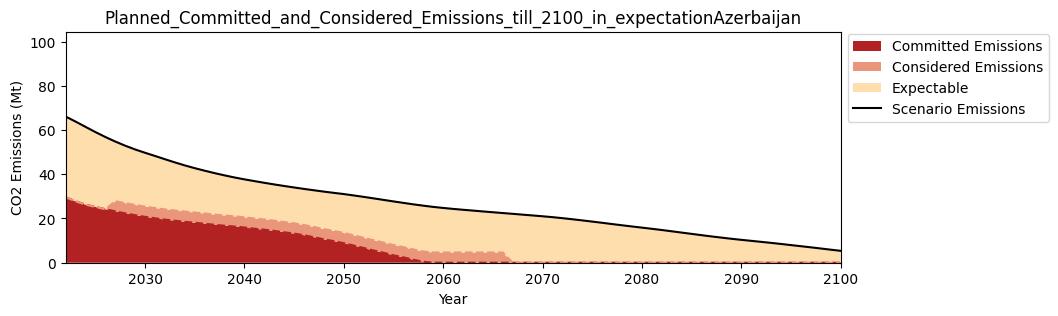 Planned_Committed_and_Considered_Emissions_till_2100_in_expectationAzerbaijan
100
80
60
40
20
0
CO2 Emissions (Mt)
2030 2040 2050 2060 2070 2080 2090 2100
Year
Committed Emissions
Considered Emissions
Expectable
Scenario Emissions